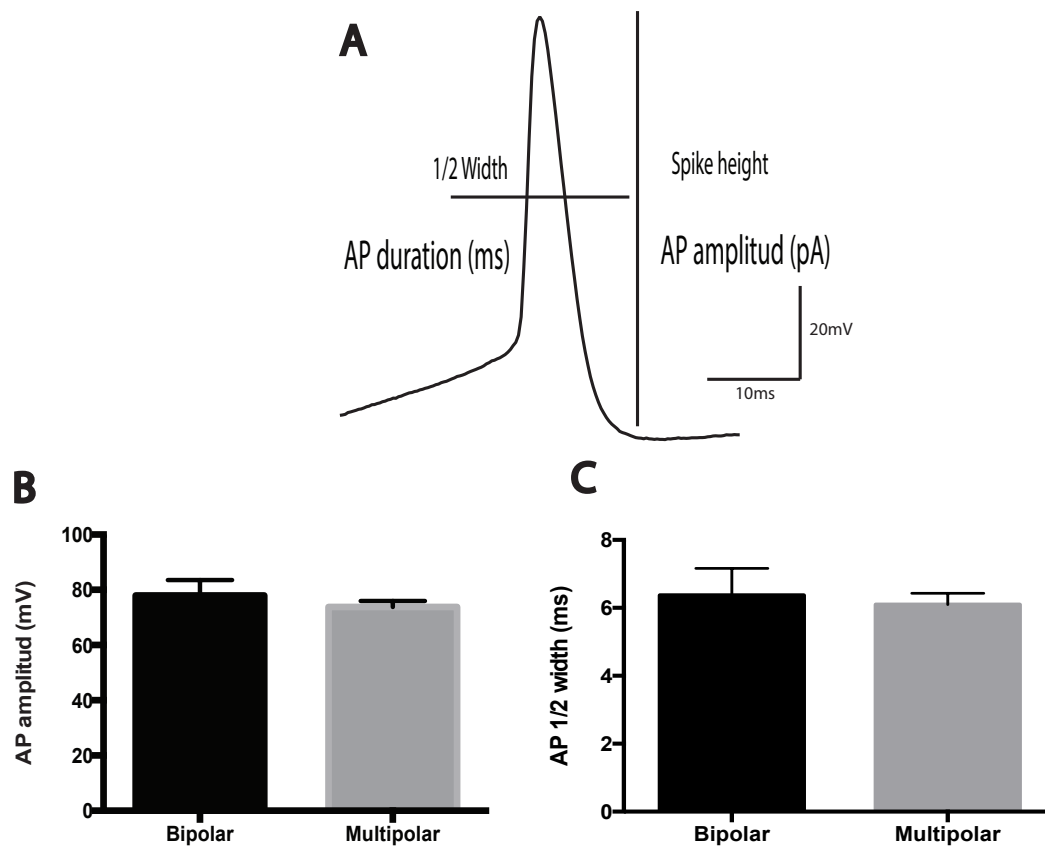 A
1/2 Width
Spike height
AP duration (ms)
AP amplitud (pA)
20mV
10ms
B
AP amplitud (mV)
100
80
60
40
20
0
Bipolar
Multipolar
C
AP 1/2 width (ms)
8
6
4
2
0
Bipolar
Multipolar